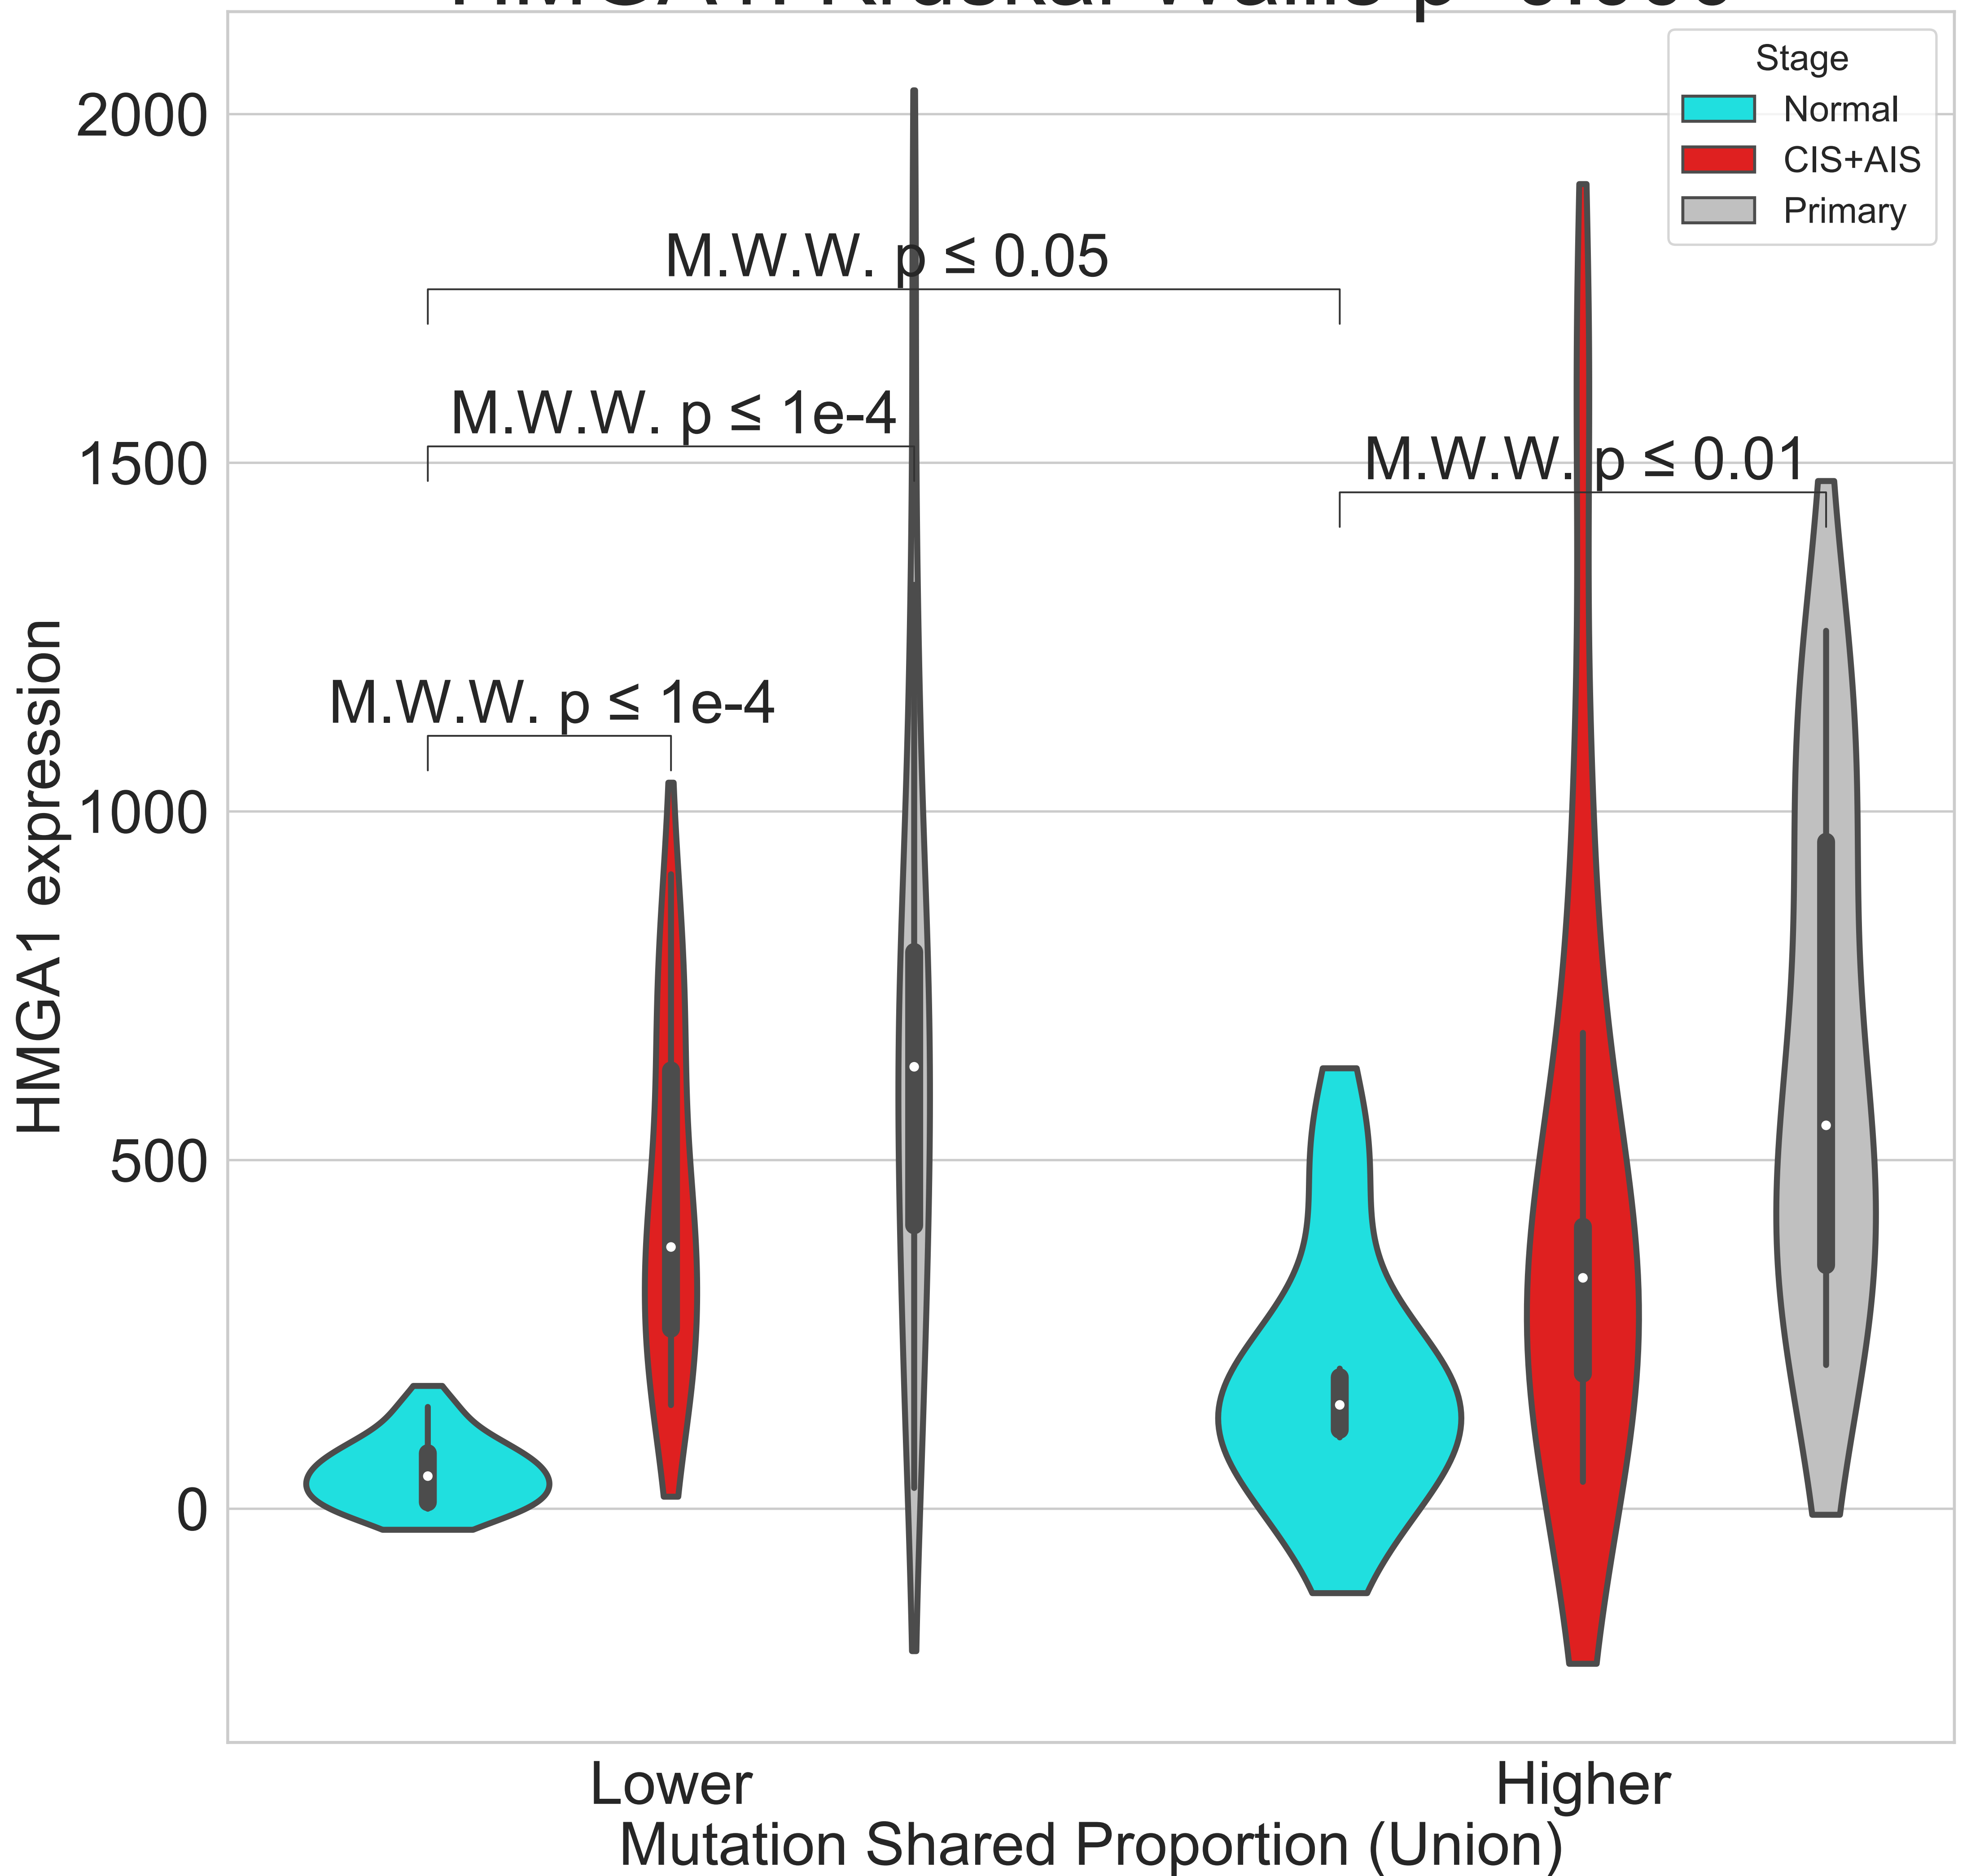 Stage
Normal
CIS+AIS
Primary
2000
1500
1000
500
0
HMGA1 expression
M.W.W. p ≤ 0.05
M.W.W. p ≤ 1e-4
M.W.W. p ≤ 0.01
M.W.W. p ≤ 1e-4
Lower
Higher
Mutation Shared Proportion (Union)